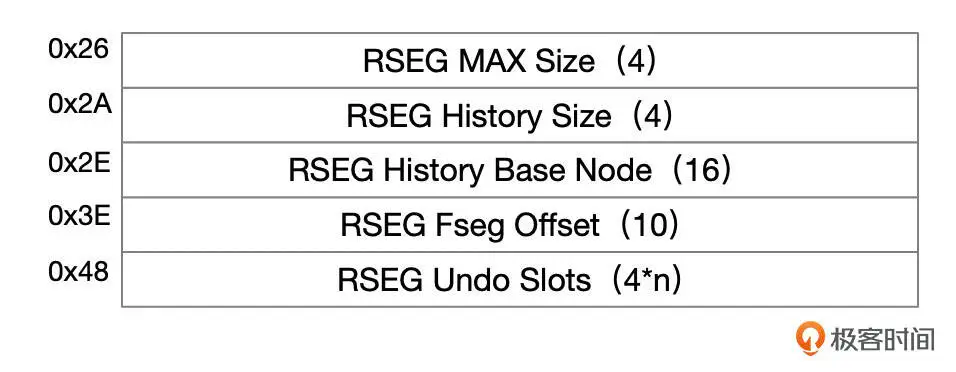 0x26 RSEG MAX Size（4）
0x2A RSEG History Size（4）
0x2E RSEG History Base Node（16）
0x3E RSEG Fseg Offset（10）
0x48 RSEG Undo Slots（4*n）
极客时间